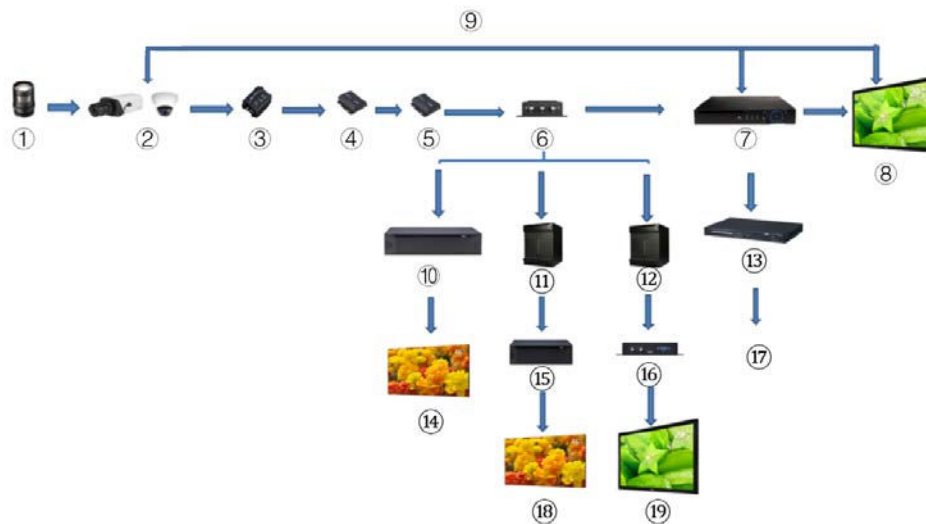 ⑨
① ② ③ ④ ⑤ ⑥ ⑦ ⑧
⑩ ⑪ ⑫ ⑬
⑭ ⑮ ⑯ ⑰
⑱ ⑲